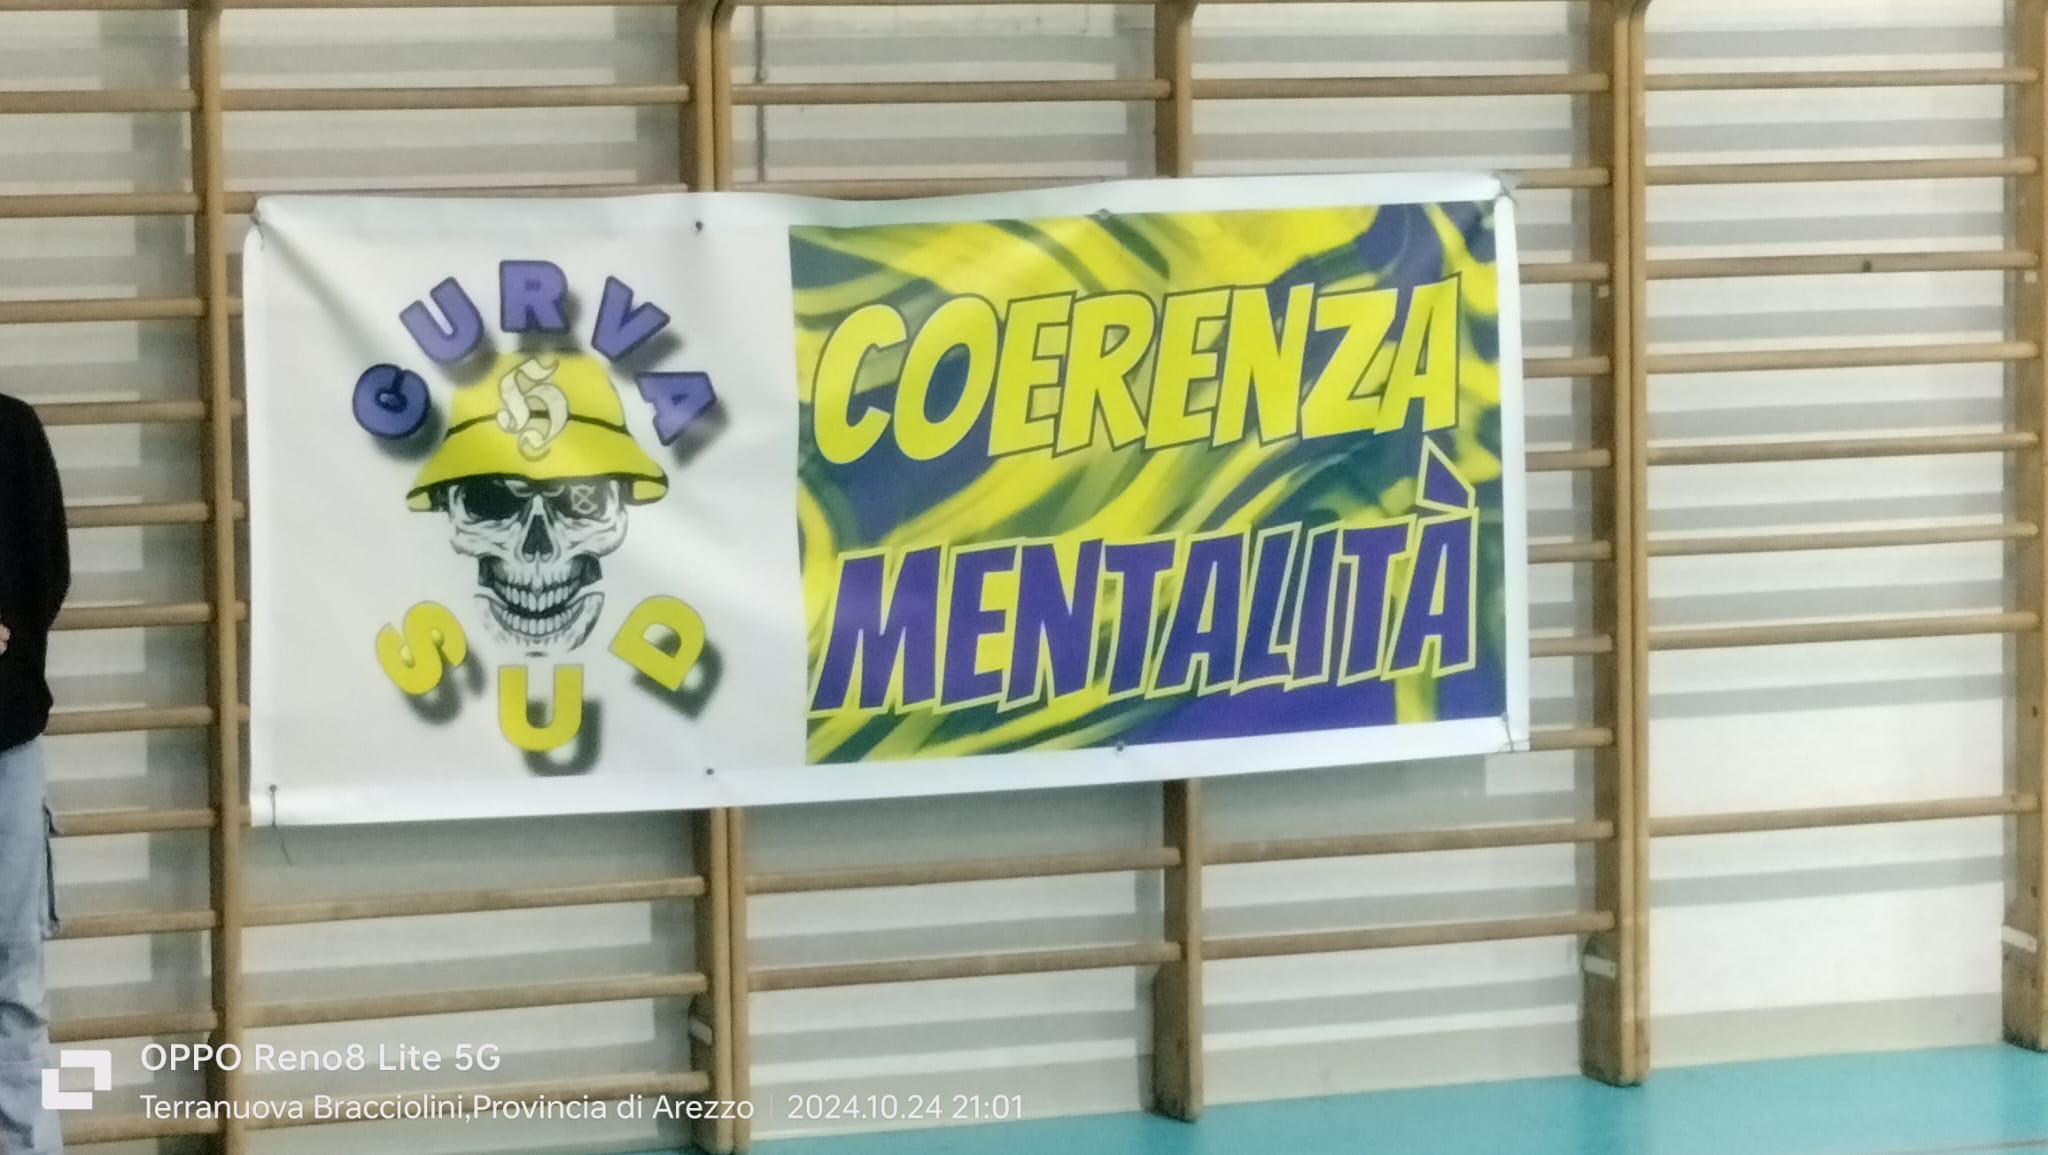 CURVA
H
SUD
COERENZA
MENTALITÀ
OPPO Reno8 Lite 5G
Terranuova Bracciolini,Provincia di Arezzo | 2024.10.24 21:01